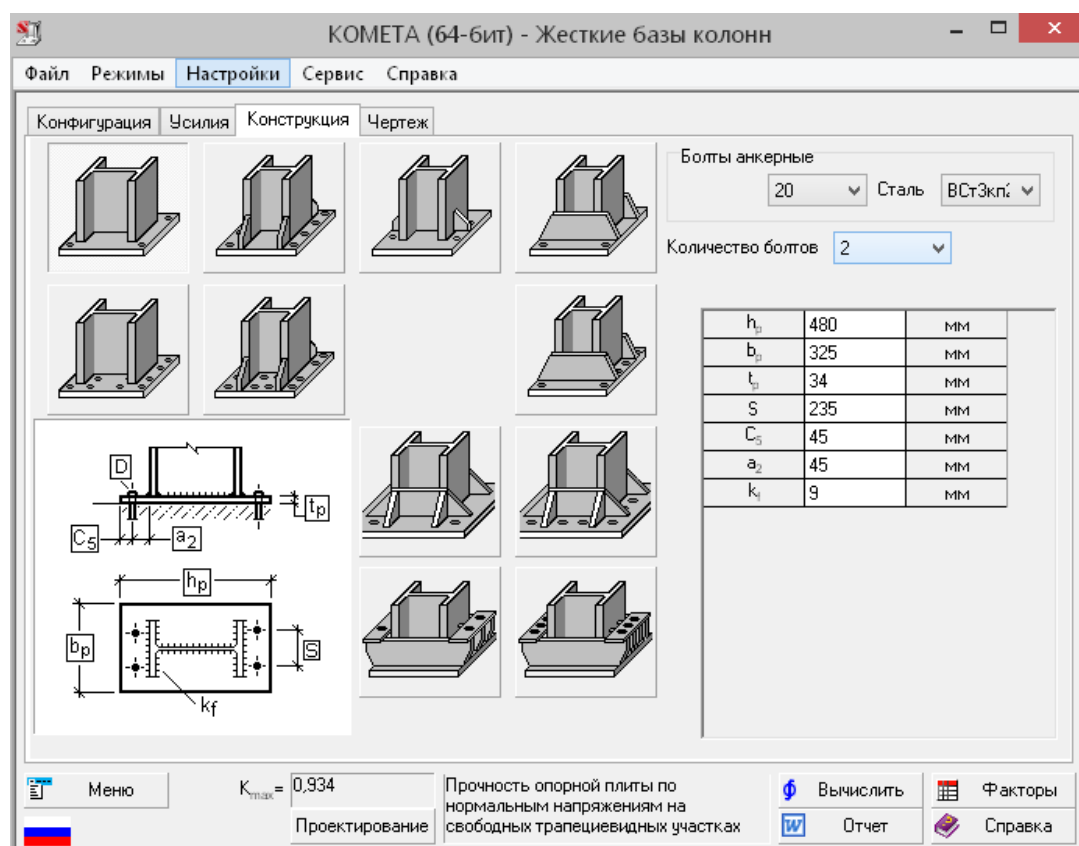 КОМЕТА (64-бит) - Жесткие базы колонн
Файл Режимы Настройки Сервис Справка
Конфигурация Усилия Конструкция Чертеж
Болты анкерные
20 Сталь ВСт3кп2
Количество болтов 2
hp 480 мм
bp 325 мм
tp 34 мм
S 235 мм
C5 45 мм
a2 45 мм
kf 9 мм
D
tp
C5 a2
hp
bp S
kf
Меню
Kmax= 0,934
Проектирование
Прочность опорной плиты по
нормальным напряжениям на
свободных трапециевидных участках
Вычислить Факторы
Отчет Справка